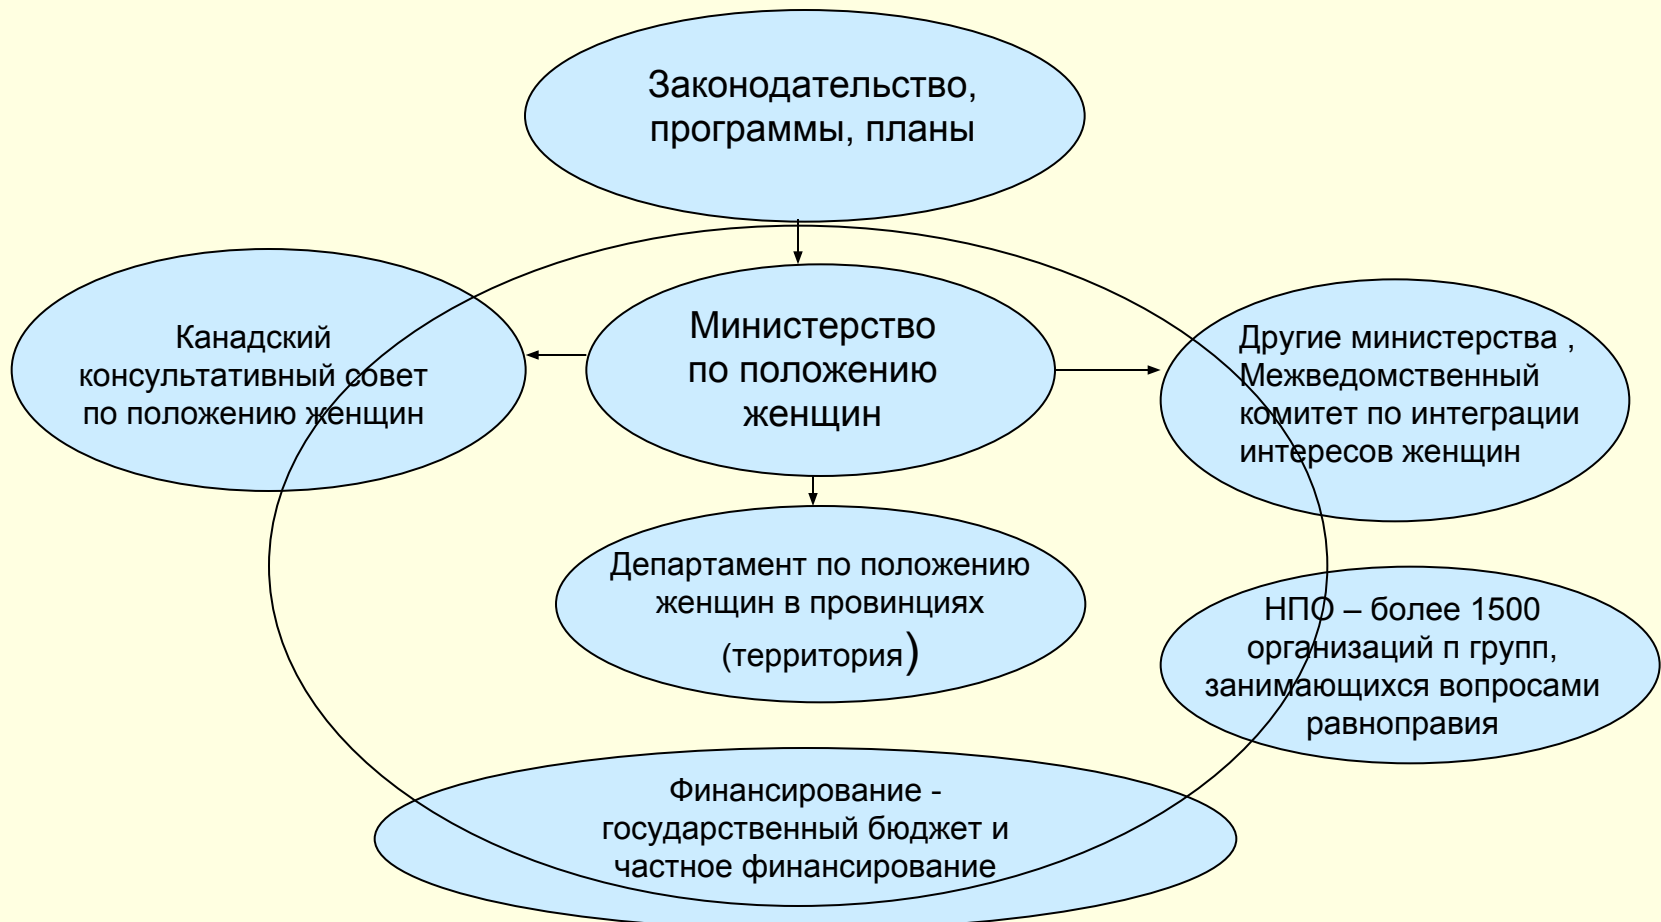 Законодательство,
программы, планы
Канадский
консультативный совет
по положению женщин
Министерство
по положению
женщин
Другие министерства ,
Межведомственный
комитет по интеграции
интересов женщин
Департамент по положению
женщин в провинциях
(территория)
НПО – более 1500
организаций п групп,
занимающихся вопросами
равноправия
Финансирование -
государственный бюджет и
частное финансирование